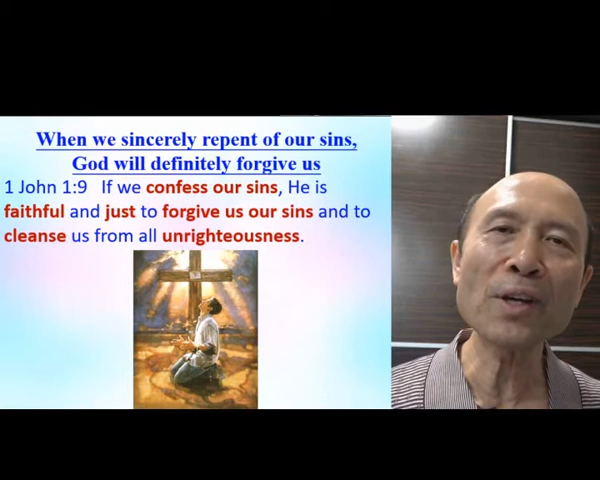 When we sincerely repent of our sins,
God will definitely forgive us
1 John 1:9 If we confess our sins, He is
faithful and just to forgive us our sins and to
cleanse us from all unrighteousness.